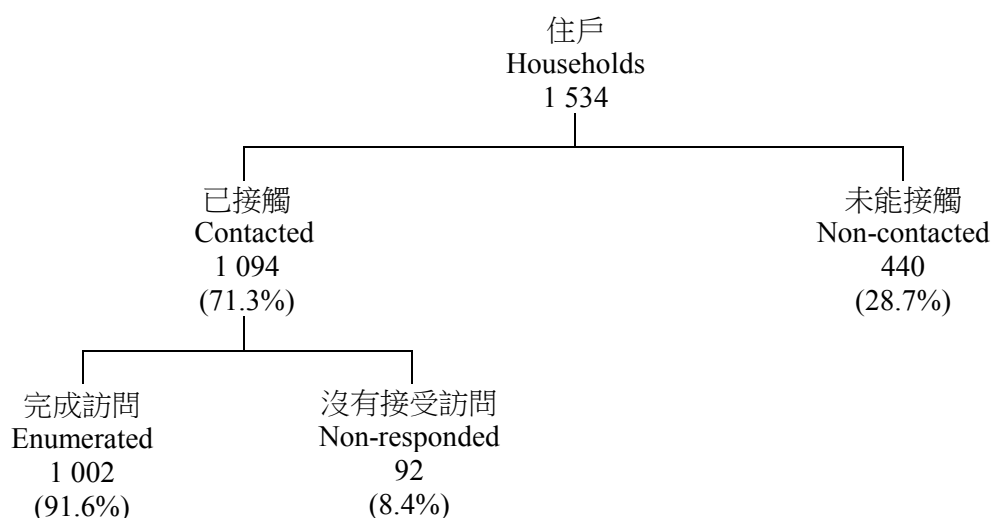 住戶
Households
1 534
已接觸
Contacted
1 094
(71.3%)
未能接觸
Non-contacted
440
(28.7%)
完成訪問
Enumerated
1 002
(91.6%)
沒有接受訪問
Non-responded
92
(8.4%)